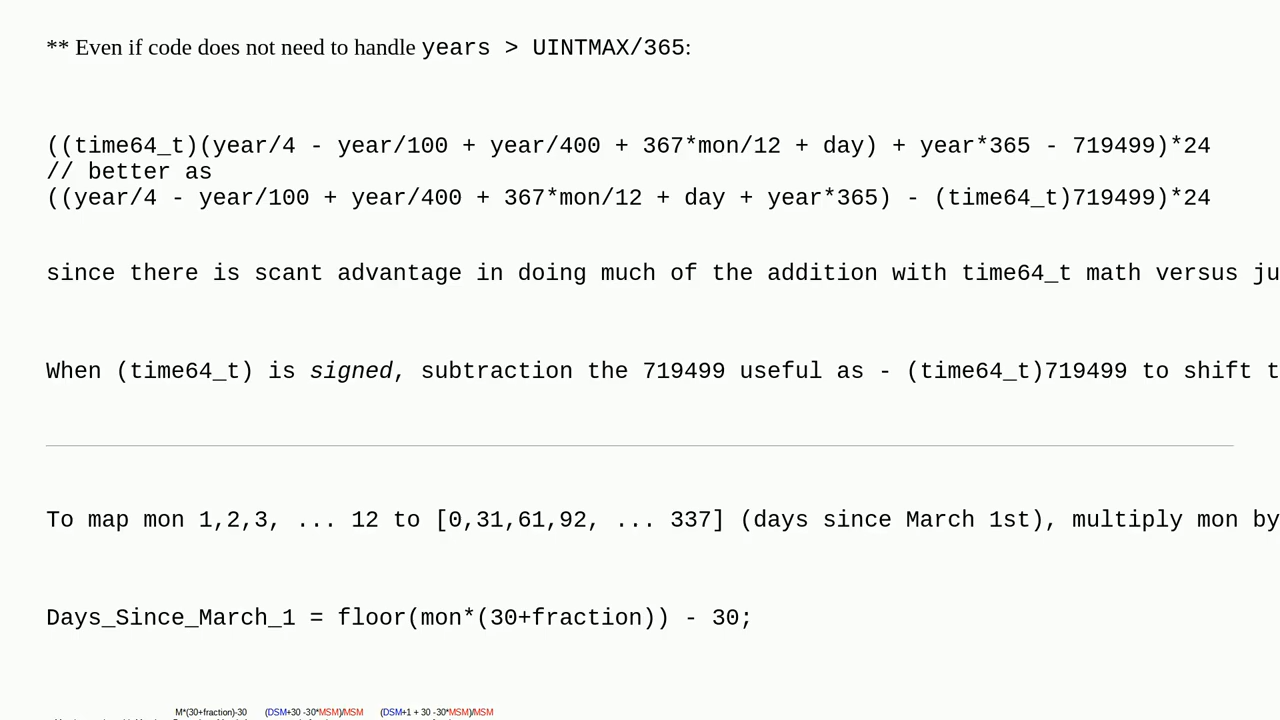 ** Even if code does not need to handle years > UINTMAX/365:
((time64_t)(year/4 - year/100 + year/400 + 367*mon/12 + day) + year*365 - 719499)*24
// better as
((year/4 - year/100 + year/400 + 367*mon/12 + day + year*365) - (time64_t)719499)*24
since there is scant advantage in doing much of the addition with time64_t math versus ju
When (time64_t) is signed, subtraction the 719499 useful as - (time64_t)719499 to shift t
To map mon 1,2,3, ... 12 to [0,31,61,92, ... 337] (days since March 1st), multiply mon by
Days_Since_March_1 = floor(mon*(30+fraction)) - 30;
M*(30+fraction)-30 (DSM+30 -30*MSM)/MSM (DSM+1 + 30 -30*MSM)/MSM